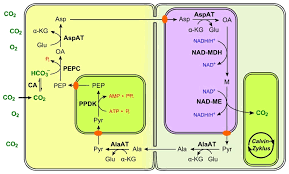 CO₂
CO₂
CO₂
CO₂
CA
CO₂
HCO₃⁻
Pᵢ
PEPC
OA
Glu
α-KG
AspAT
Asp
PEP
PEP
PPDK
AMP + PPᵢ
ATP + Pᵢ
Pyr
Pyr
AlaAT
Glu
α-KG
Ala
Asp
AspAT
OA
α-KG
Glu
NADH/H⁺
NAD-MDH
NAD⁺
M
NAD⁺
NAD-ME
NADH/H⁺
CO₂
Pyr
Ala
AlaAT
α-KG
Glu
Pyr
Calvin-
Zyklus